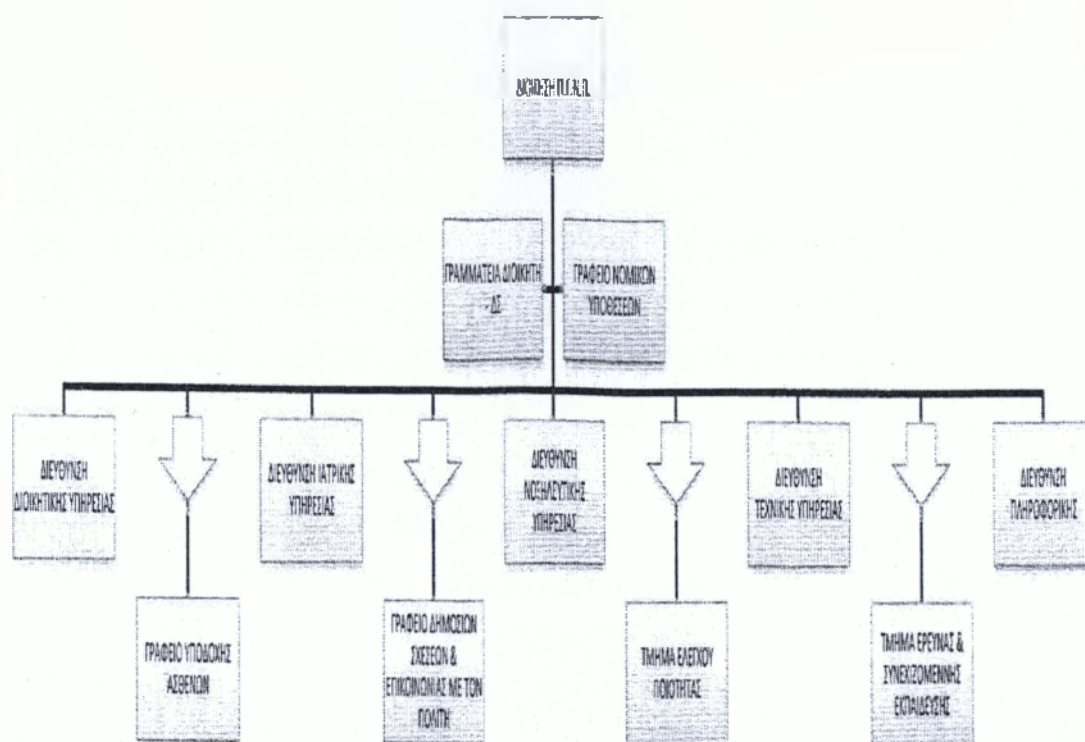 ΔΙΟΙΚΗΣΗ Π.Γ.Ν.Π.
ΓΡΑΜΜΑΤΕΙΑ ΔΙΟΙΚΗΤΗ
- ΔΣ
ΓΡΑΦΕΙΟ ΝΟΜΙΚΩΝ
ΥΠΟΘΕΣΕΩΝ
ΔΙΕΥΘΥΝΣΗ
ΔΙΟΙΚΗΤΙΚΗΣ ΥΠΗΡΕΣΙΑΣ
ΔΙΕΥΘΥΝΣΗ ΙΑΤΡΙΚΗΣ
ΥΠΗΡΕΣΙΑΣ
ΔΙΕΥΘΥΝΣΗ
ΝΟΣΗΛΕΥΤΙΚΗΣ
ΥΠΗΡΕΣΙΑΣ
ΔΙΕΥΘΥΝΣΗ
ΤΕΧΝΙΚΗΣ ΥΠΗΡΕΣΙΑΣ
ΔΙΕΥΘΥΝΣΗ
ΠΛΗΡΟΦΟΡΙΚΗΣ
ΓΡΑΦΕΙΟ ΥΠΟΔΟΧΗΣ
ΑΣΘΕΝΩΝ
ΓΡΑΦΕΙΟ ΔΗΜΟΣΙΩΝ
ΣΧΕΣΕΩΝ &
ΕΠΙΚΟΙΝΩΝΙΑΣ ΜΕ ΤΟΝ
ΠΟΛΙΤΗ
ΤΜΗΜΑ ΕΛΕΓΧΟΥ
ΠΟΙΟΤΗΤΑΣ
ΤΜΗΜΑ ΕΡΕΥΝΑΣ &
ΣΥΝΕΧΙΖΟΜΕΝΝΗΣ
ΕΚΠΑΙΔΕΥΣΗΣ